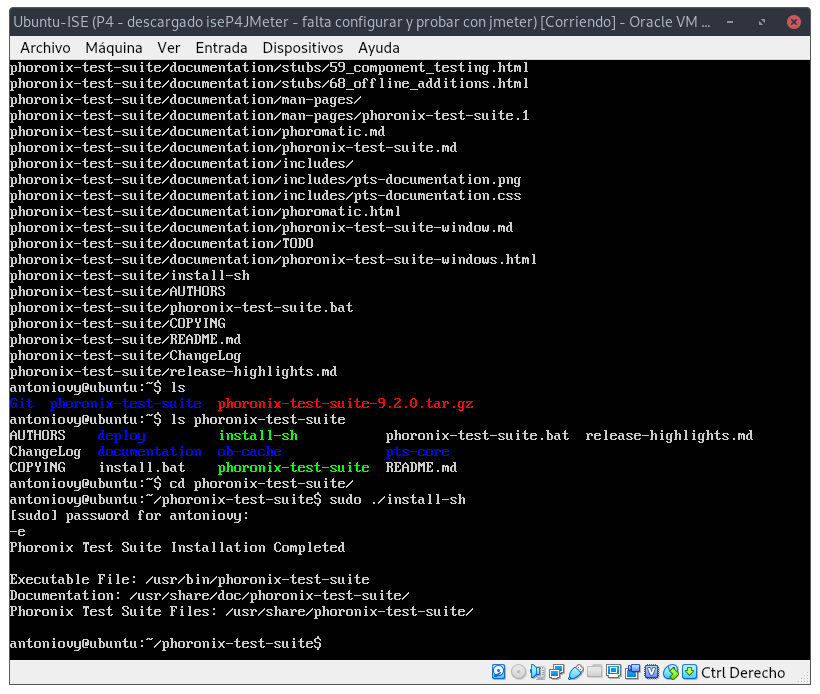 Ubuntu-ISE (P4 - descargado iseP4JMeter - falta configurar y probar con jmeter) [Corriendo] - Oracle VM ...
Archivo Máquina Ver Entrada Dispositivos Ayuda
phoronix-test-suite/documentation/stubs/59_component_testing.html
phoronix-test-suite/documentation/stubs/68_offline_additions.html
phoronix-test-suite/documentation/man-pages/
phoronix-test-suite/documentation/man-pages/phoronix-test-suite.1
phoronix-test-suite/documentation/phoromatic.md
phoronix-test-suite/documentation/phoronix-test-suite.md
phoronix-test-suite/documentation/includes/
phoronix-test-suite/documentation/includes/pts-documentation.png
phoronix-test-suite/documentation/includes/pts-documentation.css
phoronix-test-suite/documentation/phoromatic.html
phoronix-test-suite/documentation/phoronix-test-suite-window.md
phoronix-test-suite/documentation/TODO
phoronix-test-suite/documentation/phoronix-test-suite-windows.html
phoronix-test-suite/install-sh
phoronix-test-suite/AUTHORS
phoronix-test-suite/phoronix-test-suite.bat
phoronix-test-suite/COPYING
phoronix-test-suite/README.md
phoronix-test-suite/ChangeLog
phoronix-test-suite/release-highlights.md
antoniovy@ubuntu:~$ ls
Git phoronix-test-suite phoronix-test-suite-9.2.0.tar.gz
antoniovy@ubuntu:~$ ls phoronix-test-suite
AUTHORS deploy install-sh phoronix-test-suite.bat release-highlights.md
ChangeLog documentation ob-cache pts-core
COPYING install.bat phoronix-test-suite README.md
antoniovy@ubuntu:~$ cd phoronix-test-suite/
antoniovy@ubuntu:~/phoronix-test-suite$ sudo ./install-sh
[sudo] password for antoniovy:
-e
Phoronix Test Suite Installation Completed
Executable File: /usr/bin/phoronix-test-suite
Documentation: /usr/share/doc/phoronix-test-suite/
Phoronix Test Suite Files: /usr/share/phoronix-test-suite/
antoniovy@ubuntu:~/phoronix-test-suite$
Ctrl Derecho